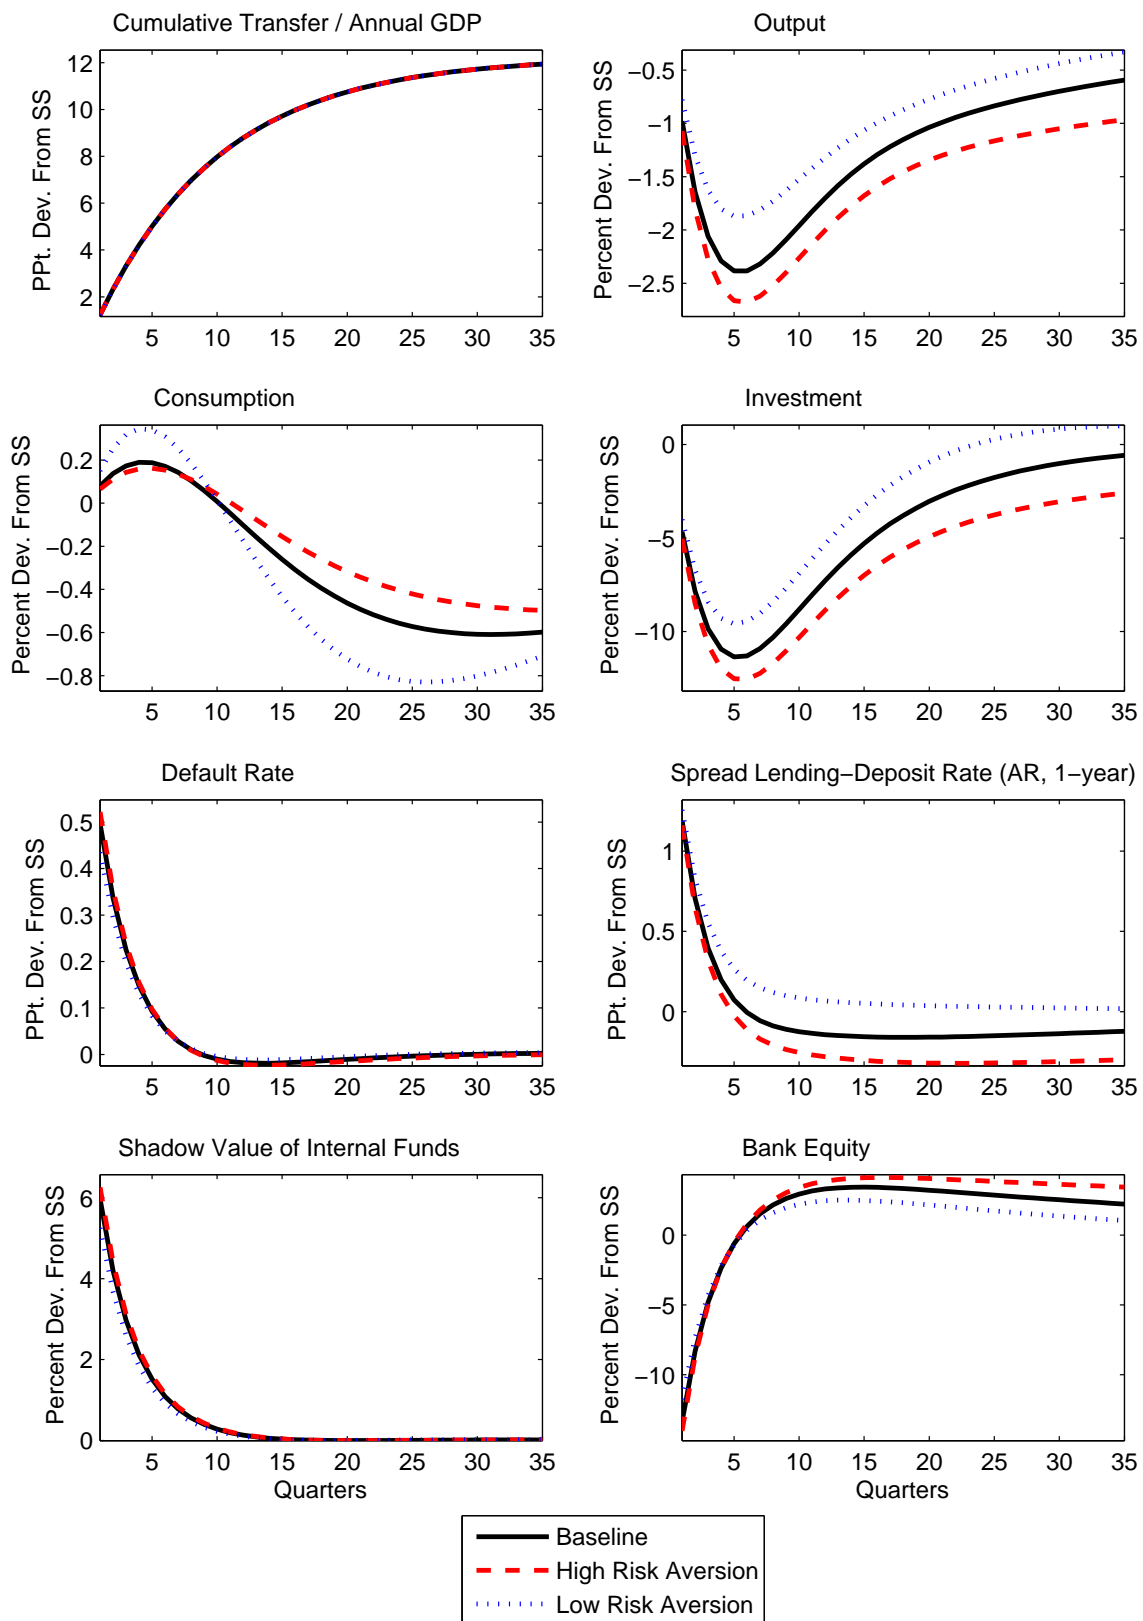 Cumulative Transfer / Annual GDP
PPt. Dev. From SS
12
10
8
6
4
2
5 10 15 20 25 30 35
Output
Percent Dev. From SS
−0.5
−1
−1.5
−2
−2.5
5 10 15 20 25 30 35
Consumption
Percent Dev. From SS
0.2
0
−0.2
−0.4
−0.6
−0.8
5 10 15 20 25 30 35
Investment
Percent Dev. From SS
0
−5
−10
5 10 15 20 25 30 35
Default Rate
PPt. Dev. From SS
0.5
0.4
0.3
0.2
0.1
0
5 10 15 20 25 30 35
Spread Lending−Deposit Rate (AR, 1−year)
PPt. Dev. From SS
1
0.5
0
5 10 15 20 25 30 35
Shadow Value of Internal Funds
Percent Dev. From SS
6
4
2
0
5 10 15 20 25 30 35
Quarters
Bank Equity
Percent Dev. From SS
0
−5
−10
5 10 15 20 25 30 35
Quarters
Baseline
High Risk Aversion
Low Risk Aversion